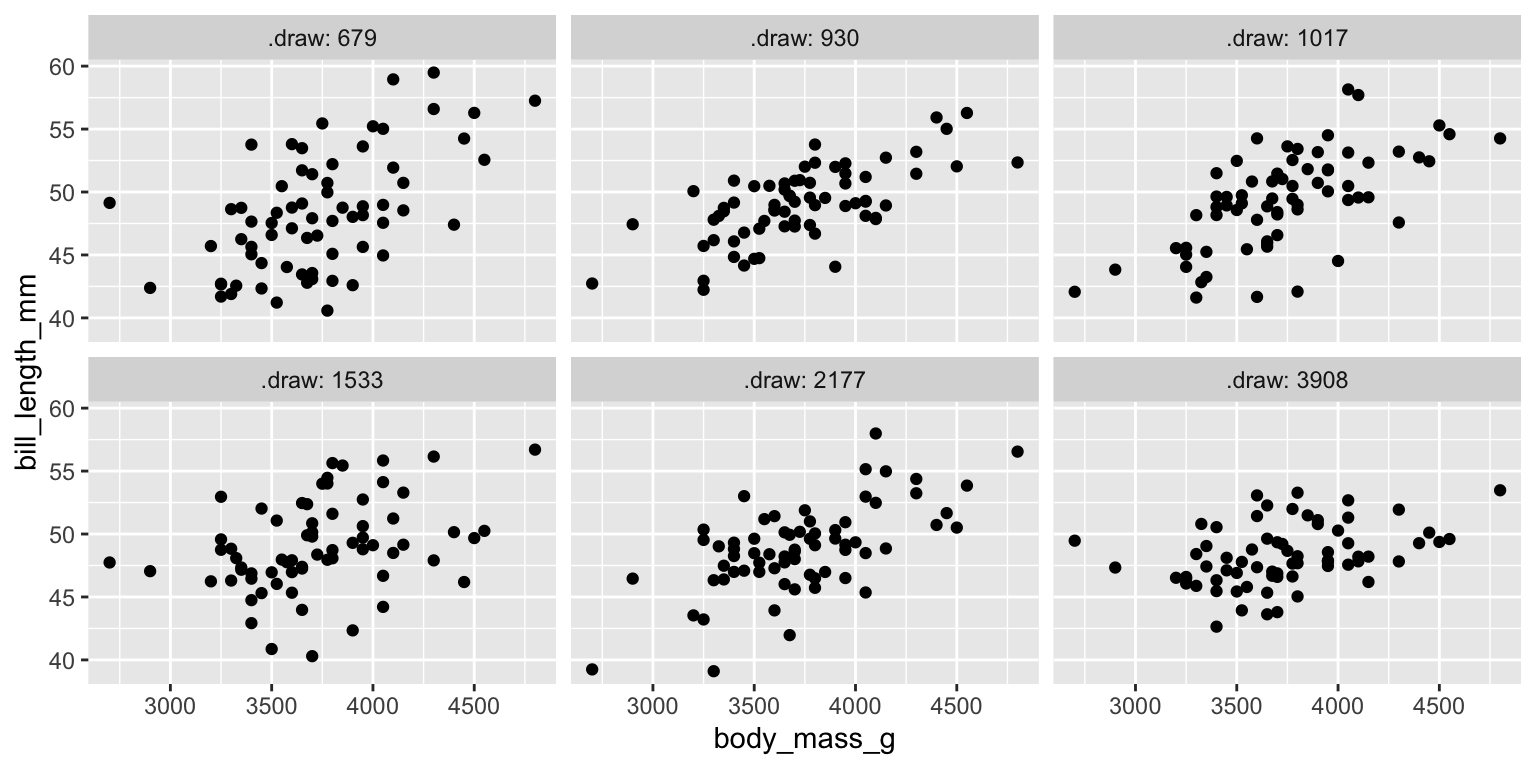 .draw: 679
.draw: 930
.draw: 1017
60
55
50
45
40
.draw: 1533
.draw: 2177
.draw: 3908
60
55
50
45
40
3000 3500 4000 4500
3000 3500 4000 4500
3000 3500 4000 4500
body_mass_g
bill_length_mm